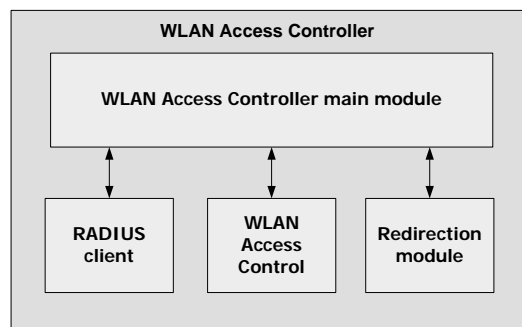 WLAN Access Controller
WLAN Access Controller main module
RADIUS
client
WLAN
Access
Control
Redirection
module